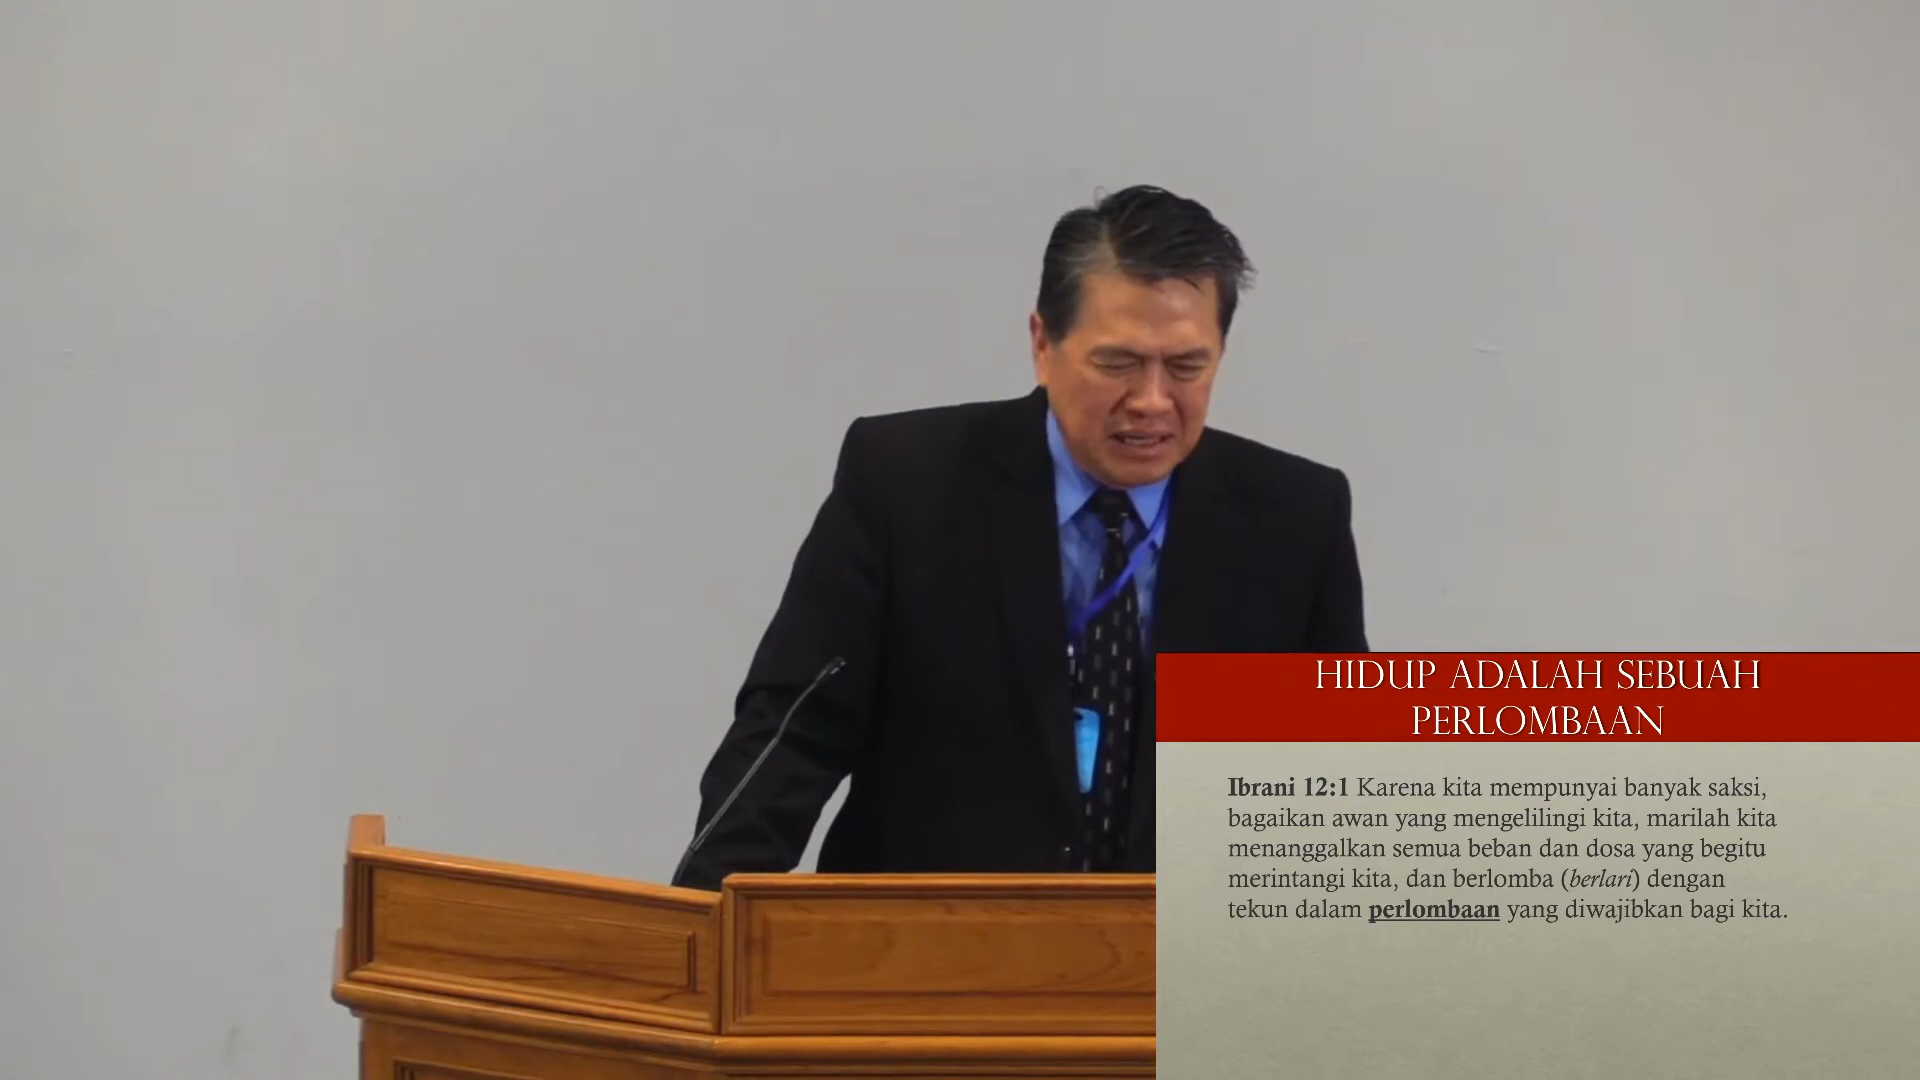 HIDUP ADALAH SEBUAH
PERLOMBAAN
Ibrani 12:1 Karena kita mempunyai banyak saksi,
bagaikan awan yang mengelilingi kita, marilah kita
menanggalkan semua beban dan dosa yang begitu
merintangi kita, dan berlomba (berlari) dengan
tekun dalam perlombaan yang diwajibkan bagi kita.